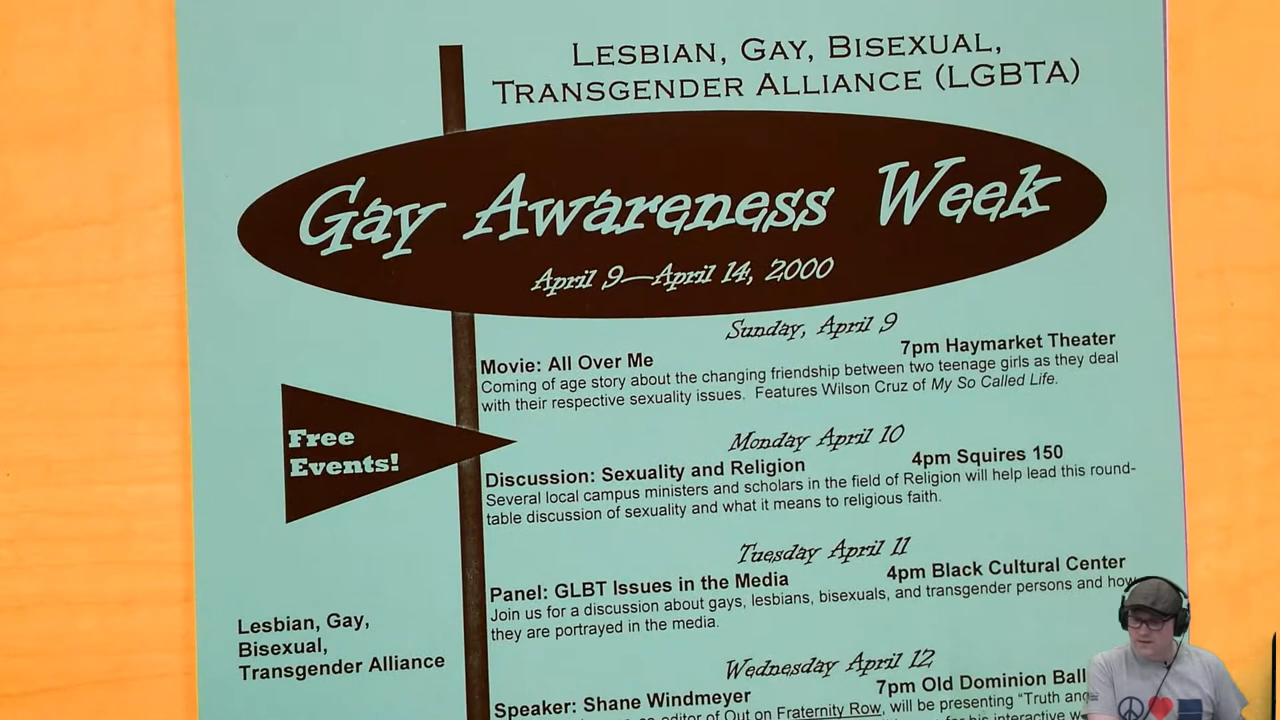 LESBIAN, GAY, BISEXUAL,
TRANSGENDER ALLIANCE (LGBTA)
Gay Awareness Week
April 9—April 14, 2000
Sunday, April 9
Movie: All Over Me 7pm Haymarket Theater
Coming of age story about the changing friendship between two teenage girls as they deal
with their respective sexuality issues. Features Wilson Cruz of My So Called Life.
Free
Events!
Monday April 10
Discussion: Sexuality and Religion 4pm Squires 150
Several local campus ministers and scholars in the field of Religion will help lead this round-
table discussion of sexuality and what it means to religious faith.
Tuesday April 11
Panel: GLBT Issues in the Media 4pm Black Cultural Center
Join us for a discussion about gays, lesbians, bisexuals, and transgender persons and how
they are portrayed in the media.
Lesbian, Gay,
Bisexual,
Transgender Alliance
Wednesday April 12
Speaker: Shane Windmeyer 7pm Old Dominion Ball
editor of Out on Fraternity Row, will be presenting "Truth and
for his interactive